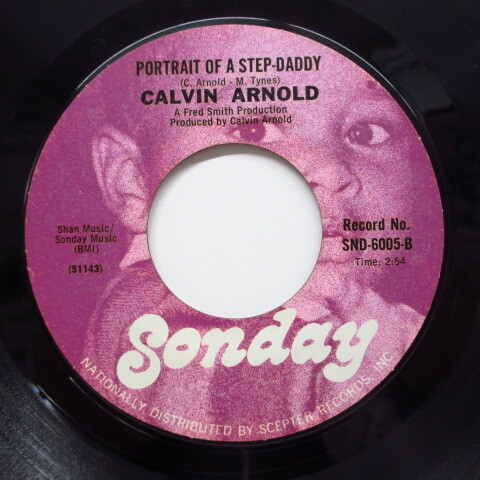 PORTRAIT OF A STEP-DADDY
(C. Arnold - M. Tynes)
CALVIN ARNOLD
A Fred Smith Production
Produced by Calvin Arnold
Shan Music/
Sonday Music
(BMI)
(51143)
Record No.
SND-6005-B
Time: 2:54
Sonday
NATIONALLY DISTRIBUTED BY SCEPTER RECORDS, INC.